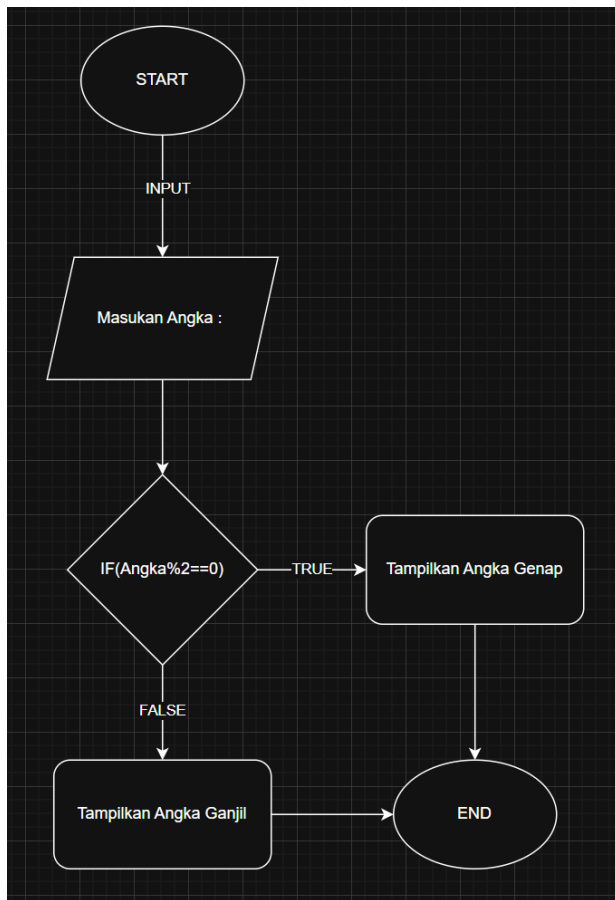 START
INPUT
Masukan Angka :
IF(Angka%2==0)
TRUE
Tampilkan Angka Genap
FALSE
Tampilkan Angka Ganjil
END